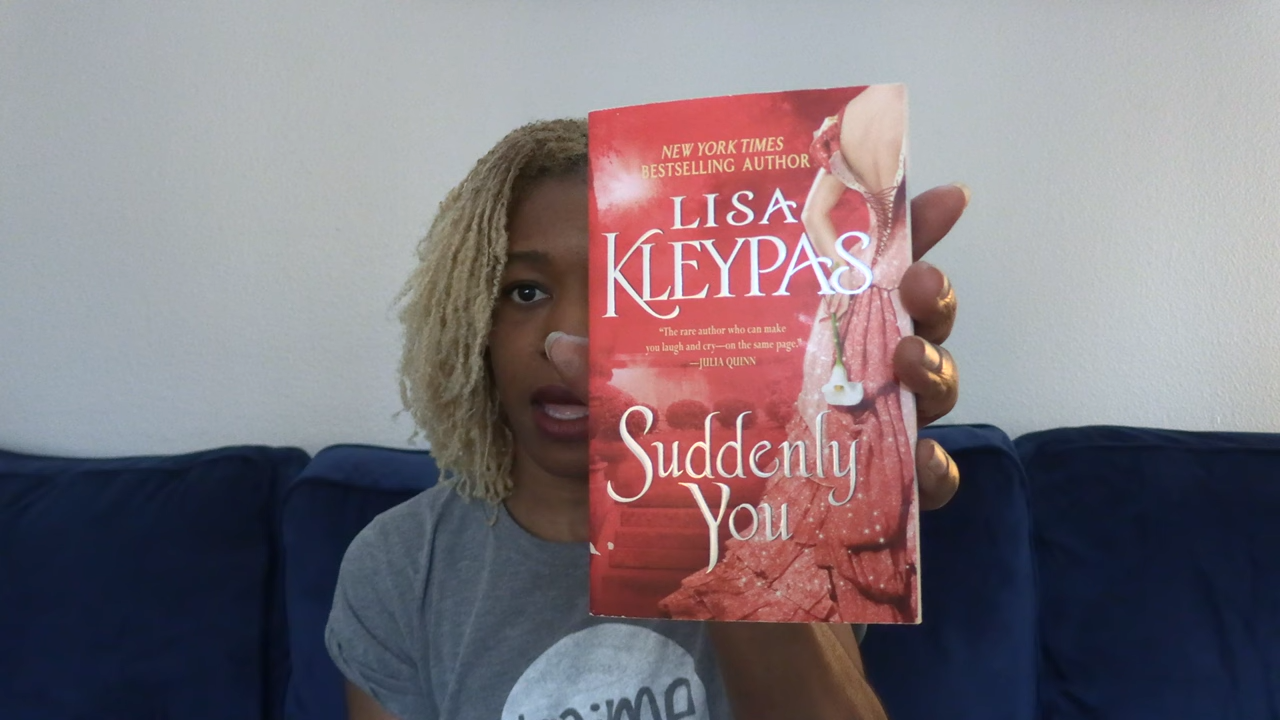 NEW YORK TIMES
BESTSELLING AUTHOR
LISA
KLEYPAS
“The rare author who can make
you laugh and cry—on the same page.”
—JULIA QUINN
Suddenly
You